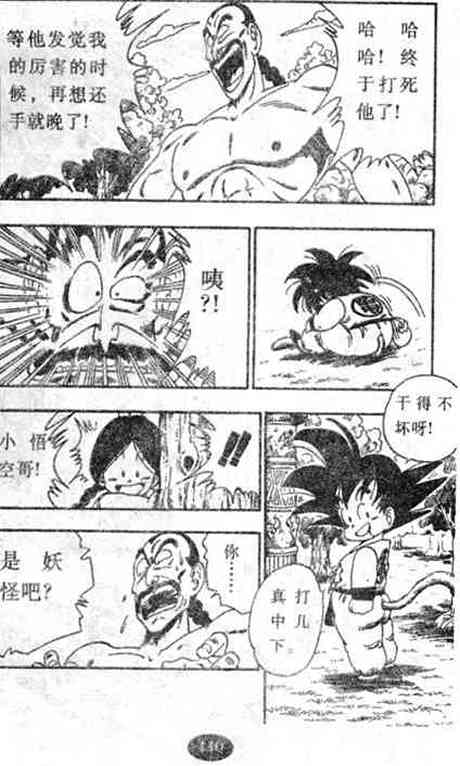 哈 哈
哈！终
于打死
他了！
等他发觉我
的厉害的时
候，再想还
手就晚了！
咦
?!
干得不
坏呀！
真 打
中 几
下。
小 悟
空哥！
!!
你……
是 妖
怪吧？